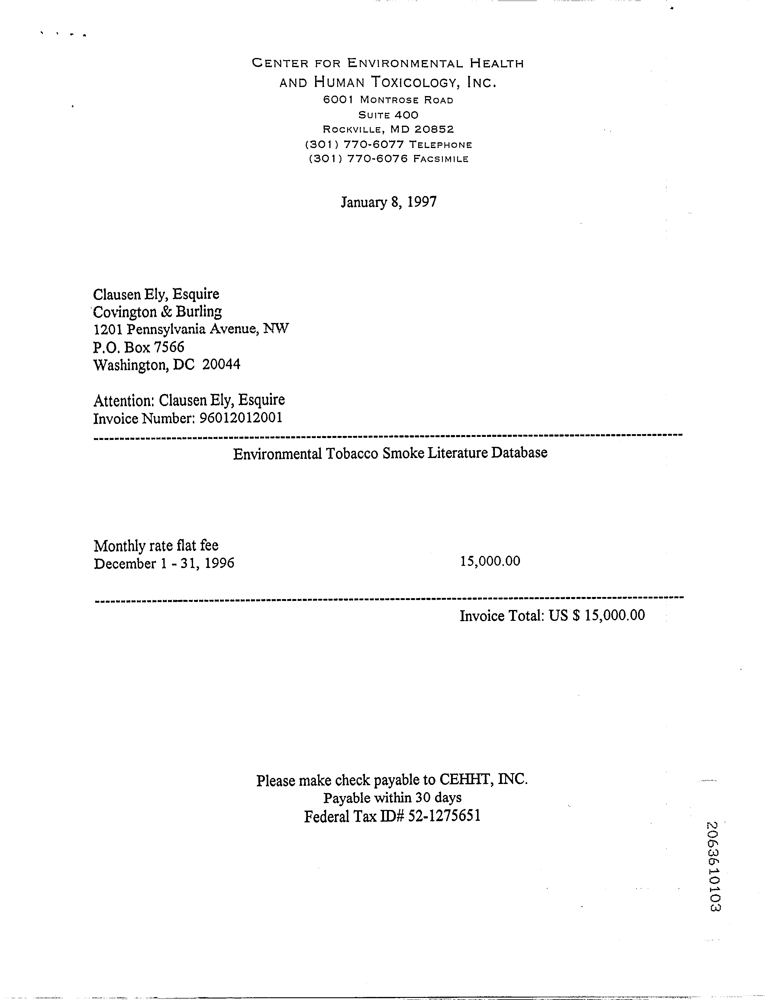 CENTER FOR ENVIRONMENTAL HEALTH
AND HUMAN TOXICOLOGY, INC.
6001 MONTROSE ROAD
SUITE 400
ROCKVILLE, MD 20852
(301) 770-6077 TELEPHONE
(301) 770-6076 FACSIMILE
January 8, 1997
Clausen Ely, Esquire
Covington & Burling
1201 Pennsylvania Avenue, NW
P.O. Box 7566
Washington, DC 20044
Attention: Clausen Ely, Esquire
Invoice Number: 96012012001
Environmental Tobacco Smoke Literature Database
Monthly rate flat fee
December 1 - 31, 1996 15,000.00
Invoice Total: US $ 15,000.00
Please make check payable to CEHHT, INC.
Payable within 30 days
Federal Tax ID# 52-1275651
2063610103